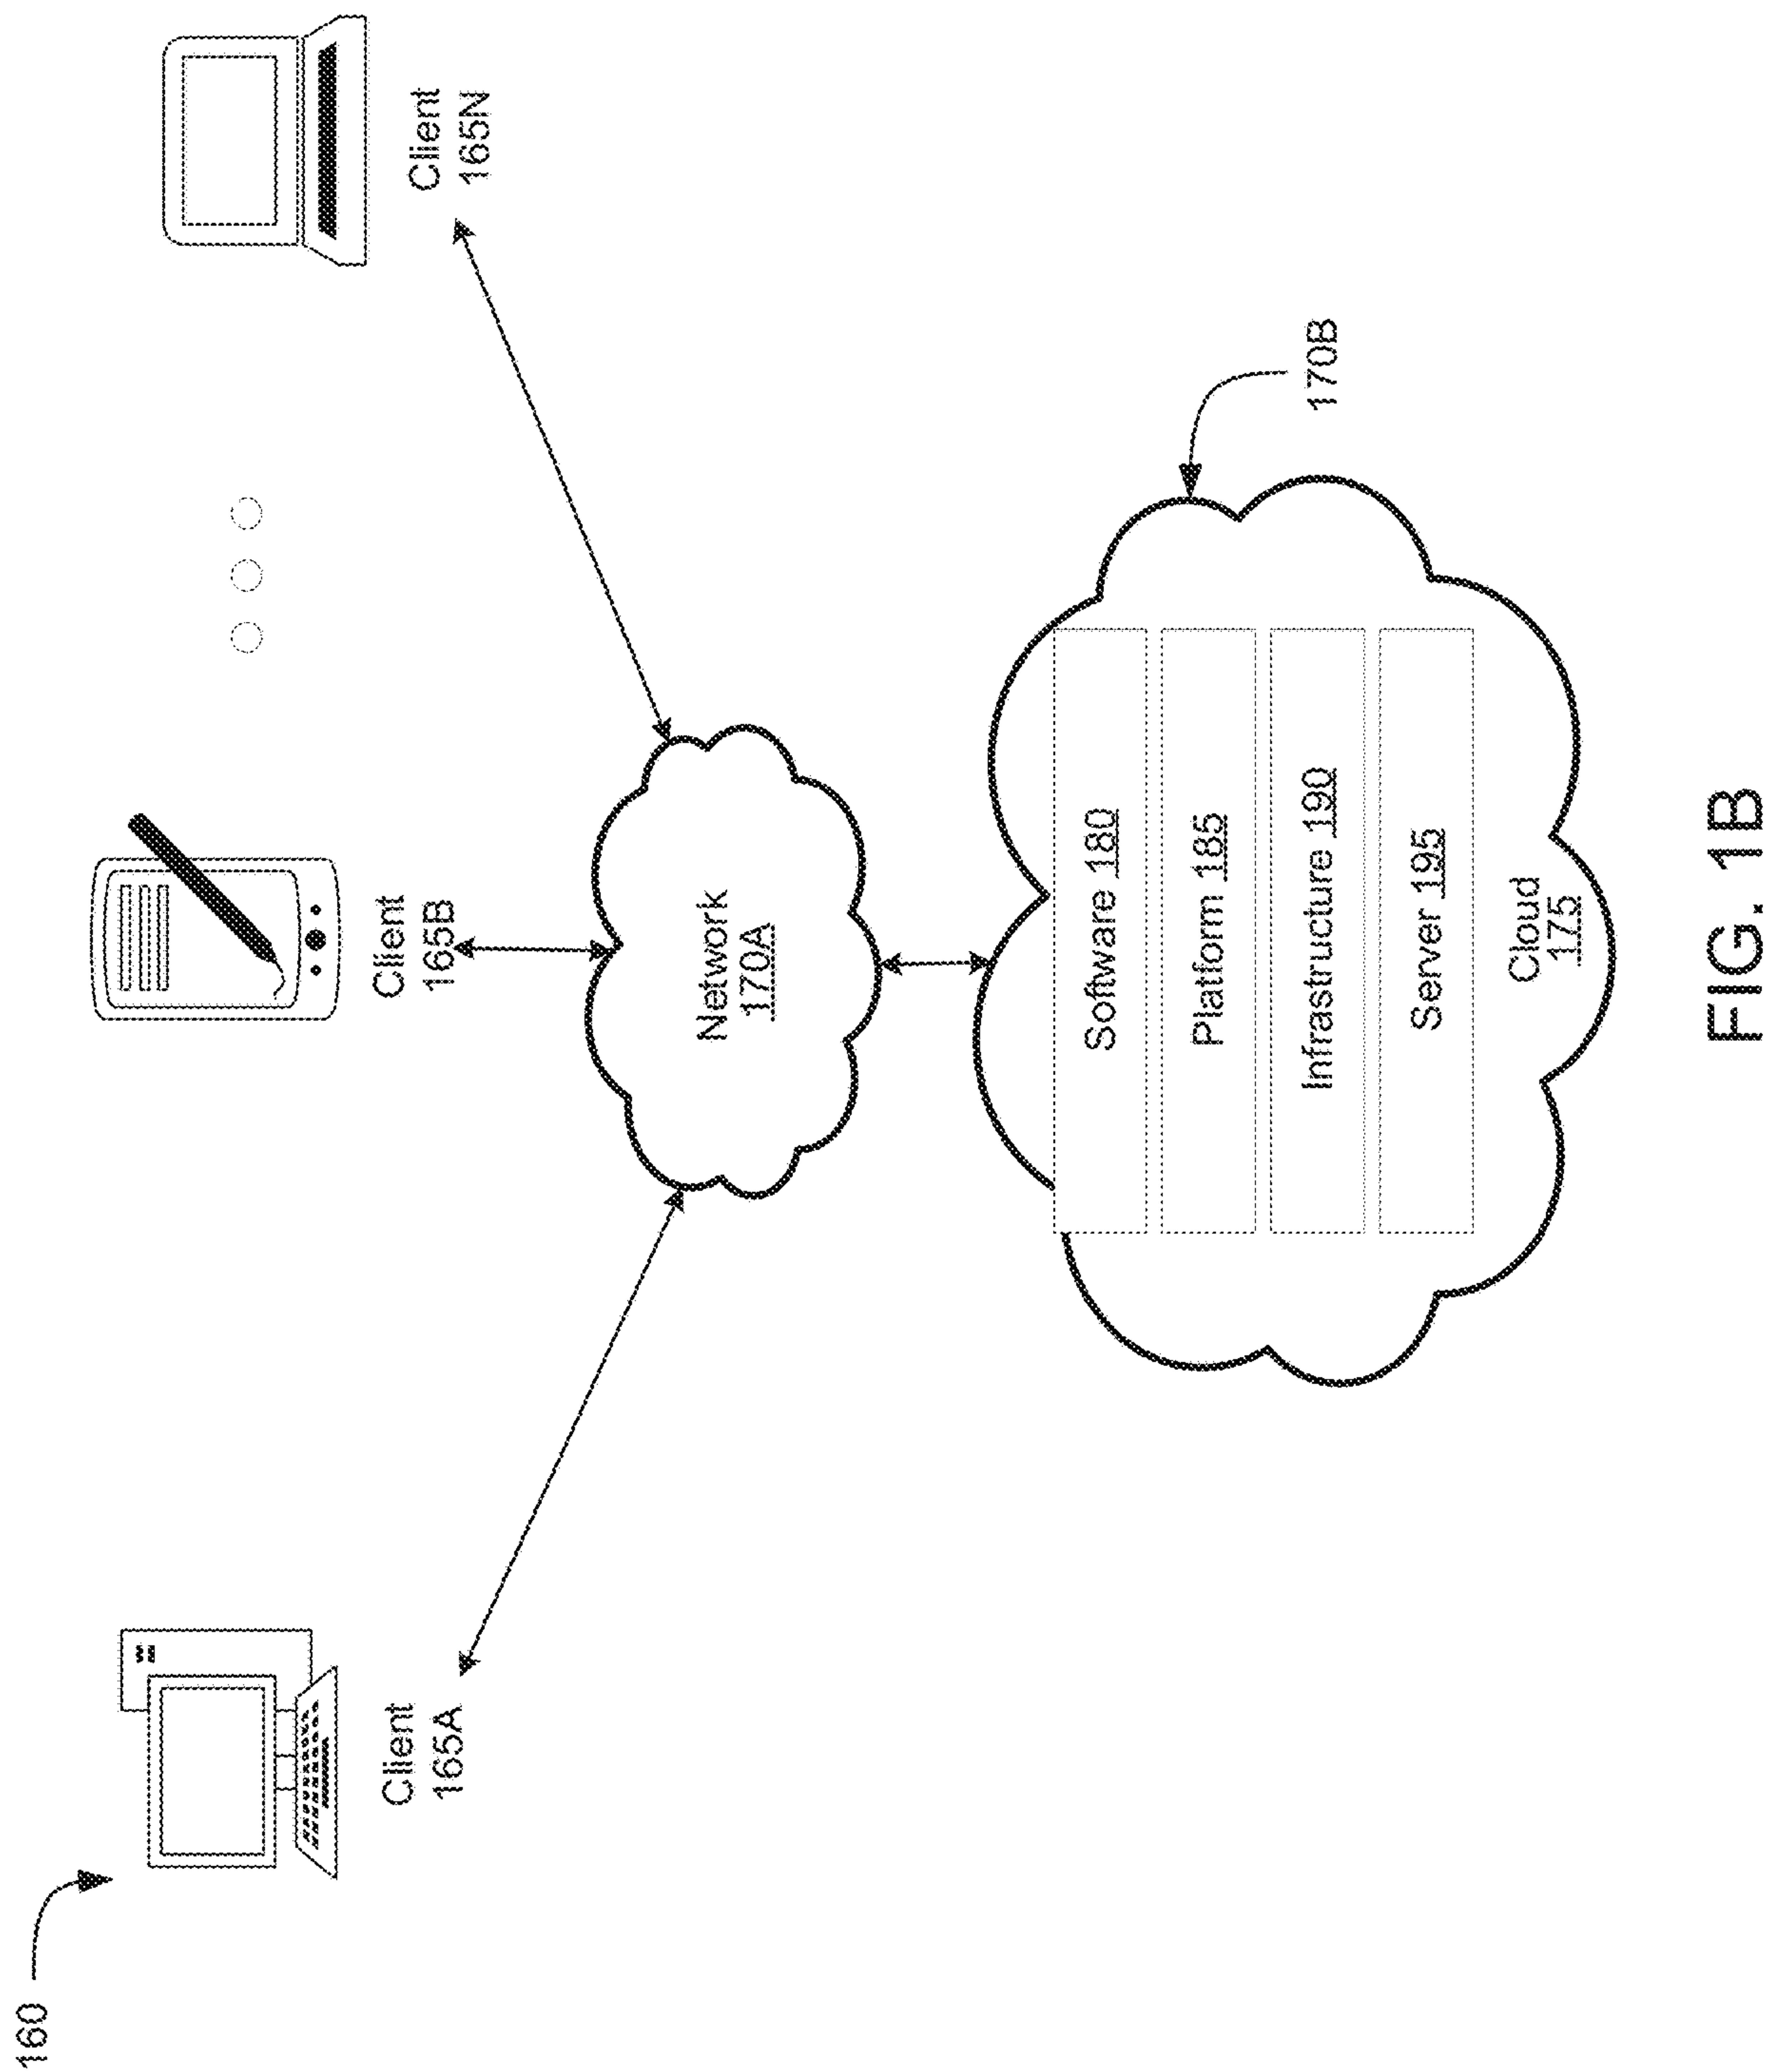 160
Client
165A
Client
165B
Client
165N
Network
170A
170B
Software 180
Platform 185
Infrastructure 190
Server 195
Cloud
175
FIG. 1B